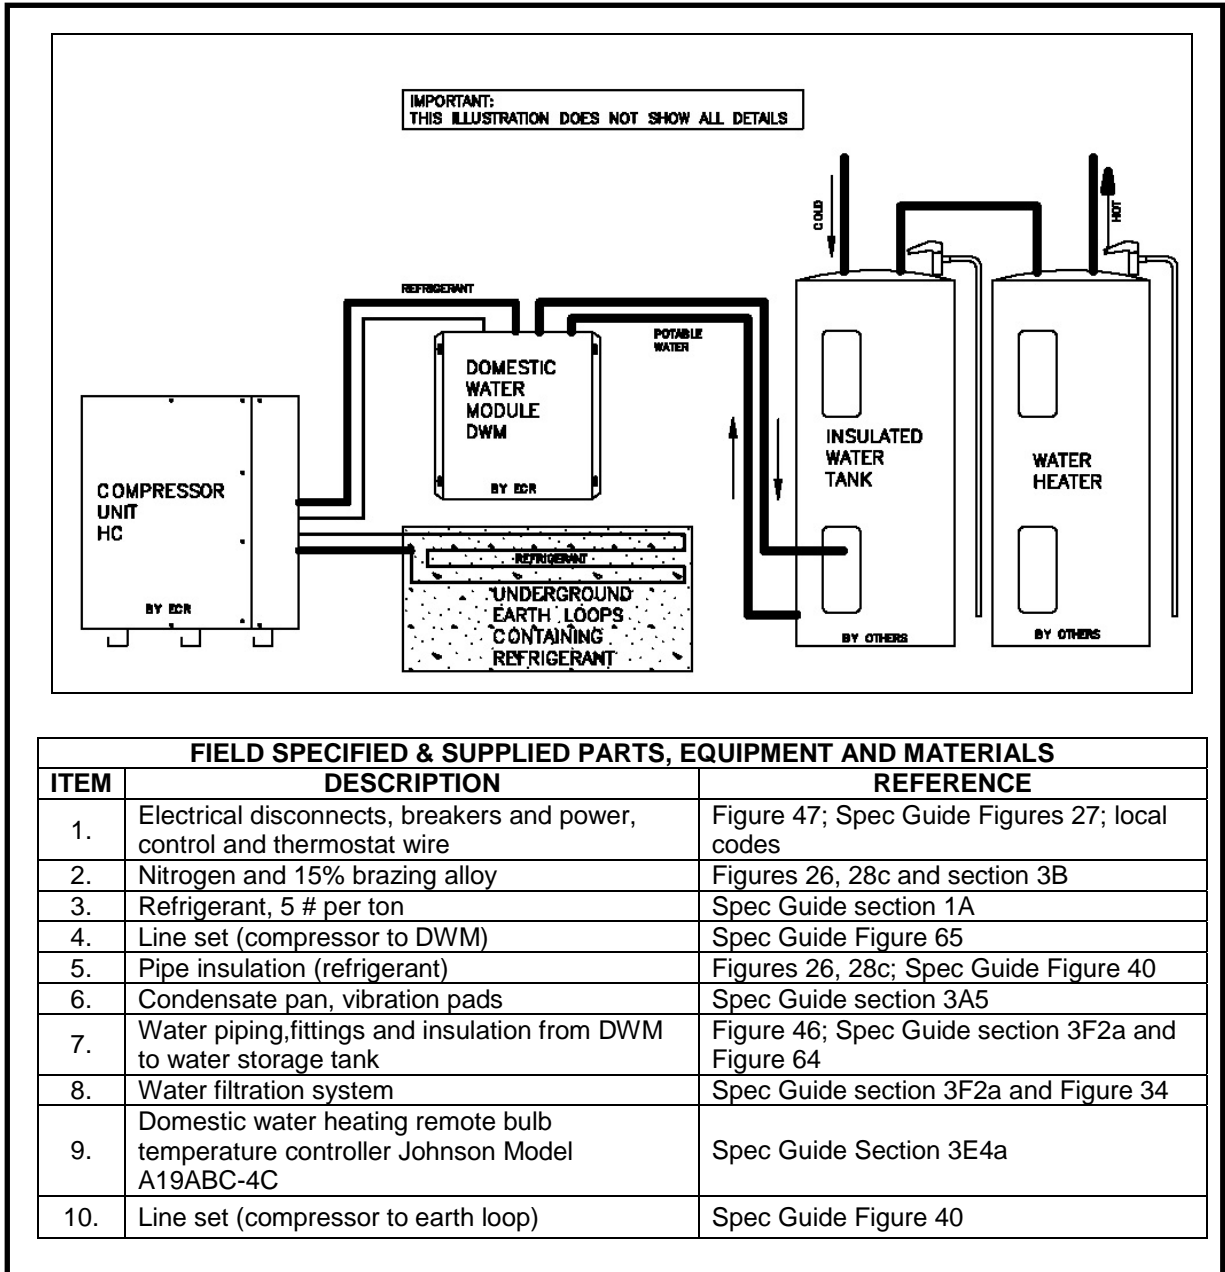 IMPORTANT:
THIS ILLUSTRATION DOES NOT SHOW ALL DETAILS
COLD
HOT
REFRIGERANT
POTABLE
WATER
DOMESTIC
WATER
MODULE
DWM
BY ECR
COMPRESSOR
UNIT
HC
BY ECR
REFRIGERANT
UNDERGROUND
EARTH LOOPS
CONTAINING
REFRIGERANT
INSULATED
WATER
TANK
BY OTHERS
WATER
HEATER
BY OTHERS
FIELD SPECIFIED & SUPPLIED PARTS, EQUIPMENT AND MATERIALS
ITEM DESCRIPTION REFERENCE
1. Electrical disconnects, breakers and power, control and thermostat wire Figure 47; Spec Guide Figures 27; local codes
2. Nitrogen and 15% brazing alloy Figures 26, 28c and section 3B
3. Refrigerant, 5 # per ton Spec Guide section 1A
4. Line set (compressor to DWM) Spec Guide Figure 65
5. Pipe insulation (refrigerant) Figures 26, 28c; Spec Guide Figure 40
6. Condensate pan, vibration pads Spec Guide section 3A5
7. Water piping,fittings and insulation from DWM to water storage tank Figure 46; Spec Guide section 3F2a and Figure 64
8. Water filtration system Spec Guide section 3F2a and Figure 34
9. Domestic water heating remote bulb temperature controller Johnson Model A19ABC-4C Spec Guide Section 3E4a
10. Line set (compressor to earth loop) Spec Guide Figure 40